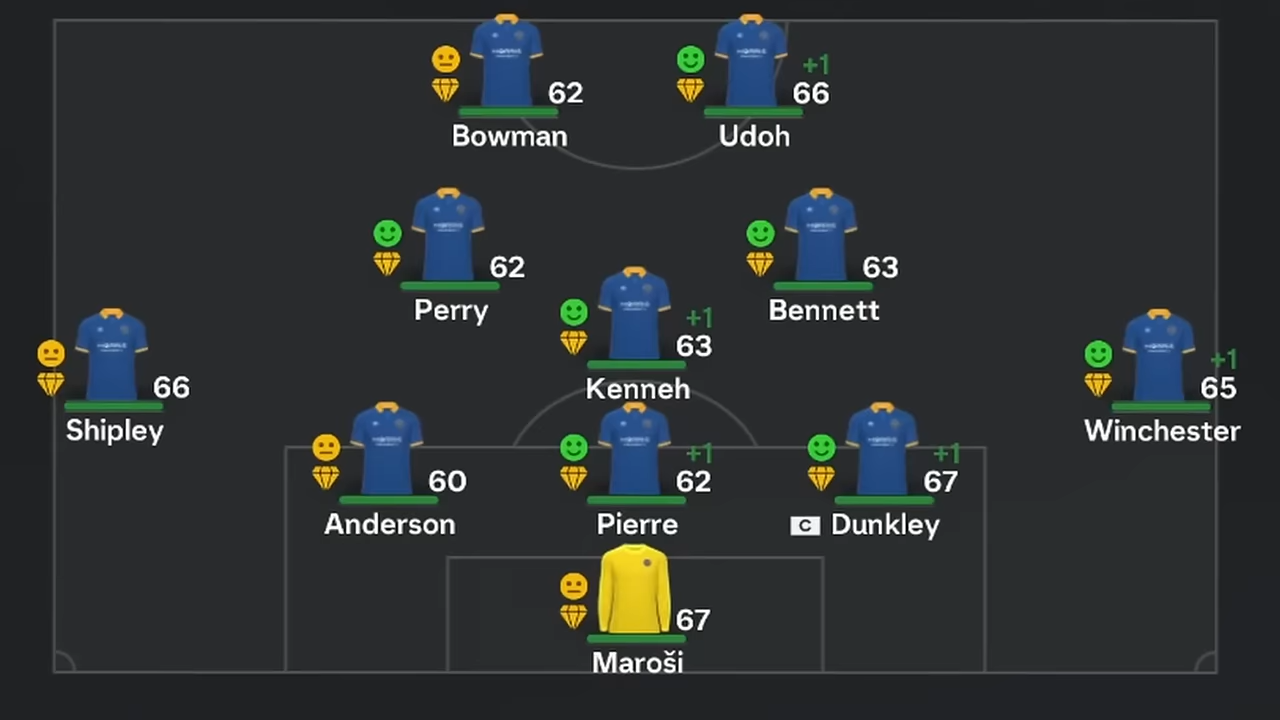 +1
62
66
Bowman
Udoh
62
63
Perry
Bennett
+1
63
Kenneh
+1
66
65
Shipley
Winchester
+1
+1
60
62
67
Anderson
Pierre
C Dunkley
67
Maroši